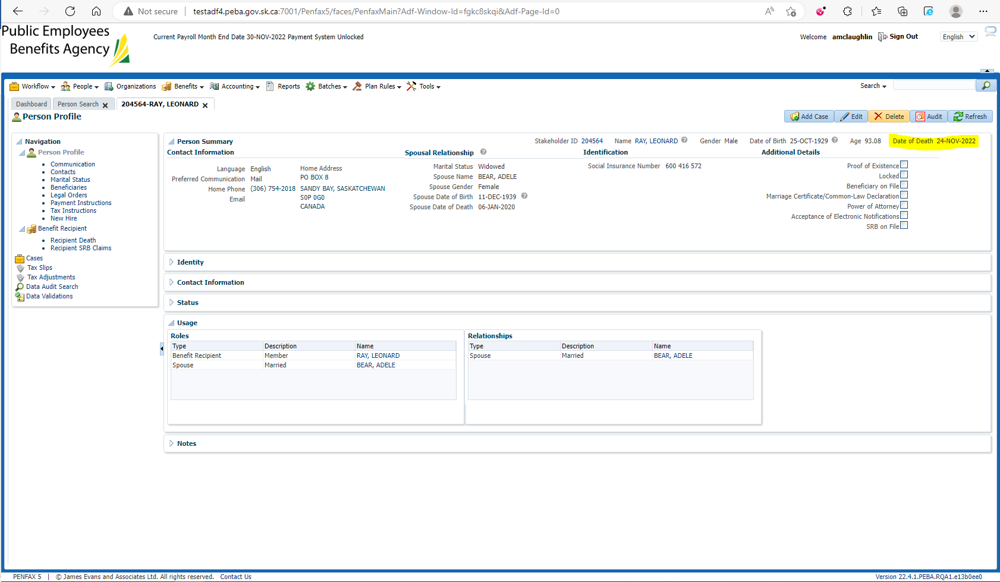 Not secure testadf4.peba.gov.sk.ca:7001/Penfax5/faces/PenfaxMain?Adf-Window-Id=fgkc8skqi&Adf-Page-Id=0
Public Employees
Benefits Agency
Current Payroll Month End Date 30-NOV-2022 Payment System Unlocked
Welcome amclaughlin Sign Out English
Workflow People Organizations Benefits Accounting Reports Batches Plan Rules Tools Search
Dashboard Person Search 204564-RAY, LEONARD
Person Profile
Add Case Edit Delete Audit Refresh
Navigation
Person Profile
Communication
Contacts
Marital Status
Beneficiaries
Legal Orders
Payment Instructions
Tax Instructions
New Hire
Benefit Recipient
Recipient Death
Recipient SRB Claims
Cases
Tax Slips
Tax Adjustments
Data Audit Search
Data Validations
Person Summary
Stakeholder ID 204564 Name RAY, LEONARD Gender Male Date of Birth 25-OCT-1929 Age 93.08 Date of Death 24-NOV-2022
Contact Information
Language English
Preferred Communication Mail
Home Phone (306) 754-2018
Email
Home Address
PO BOX 8
SANDY BAY, SASKATCHEWAN
S0P 0G0
CANADA
Spousal Relationship
Marital Status Widowed
Spouse Name BEAR, ADELE
Spouse Gender Female
Spouse Date of Birth 11-DEC-1939
Spouse Date of Death 06-JAN-2020
Identification
Social Insurance Number 600 416 572
Additional Details
Proof of Existence
Locked
Beneficiary on File
Marriage Certificate/Common-Law Declaration
Power of Attorney
Acceptance of Electronic Notifications
SRB on File
Identity
Contact Information
Status
Usage
Roles
Type Description Name
Benefit Recipient Member RAY, LEONARD
Spouse Married BEAR, ADELE
Relationships
Type Description Name
Spouse Married BEAR, ADELE
Notes
PENFAX 5 | © James Evans and Associates Ltd. All rights reserved. Contact Us
Version 22.4.1.PEBA.RQA1.e13b0ee0